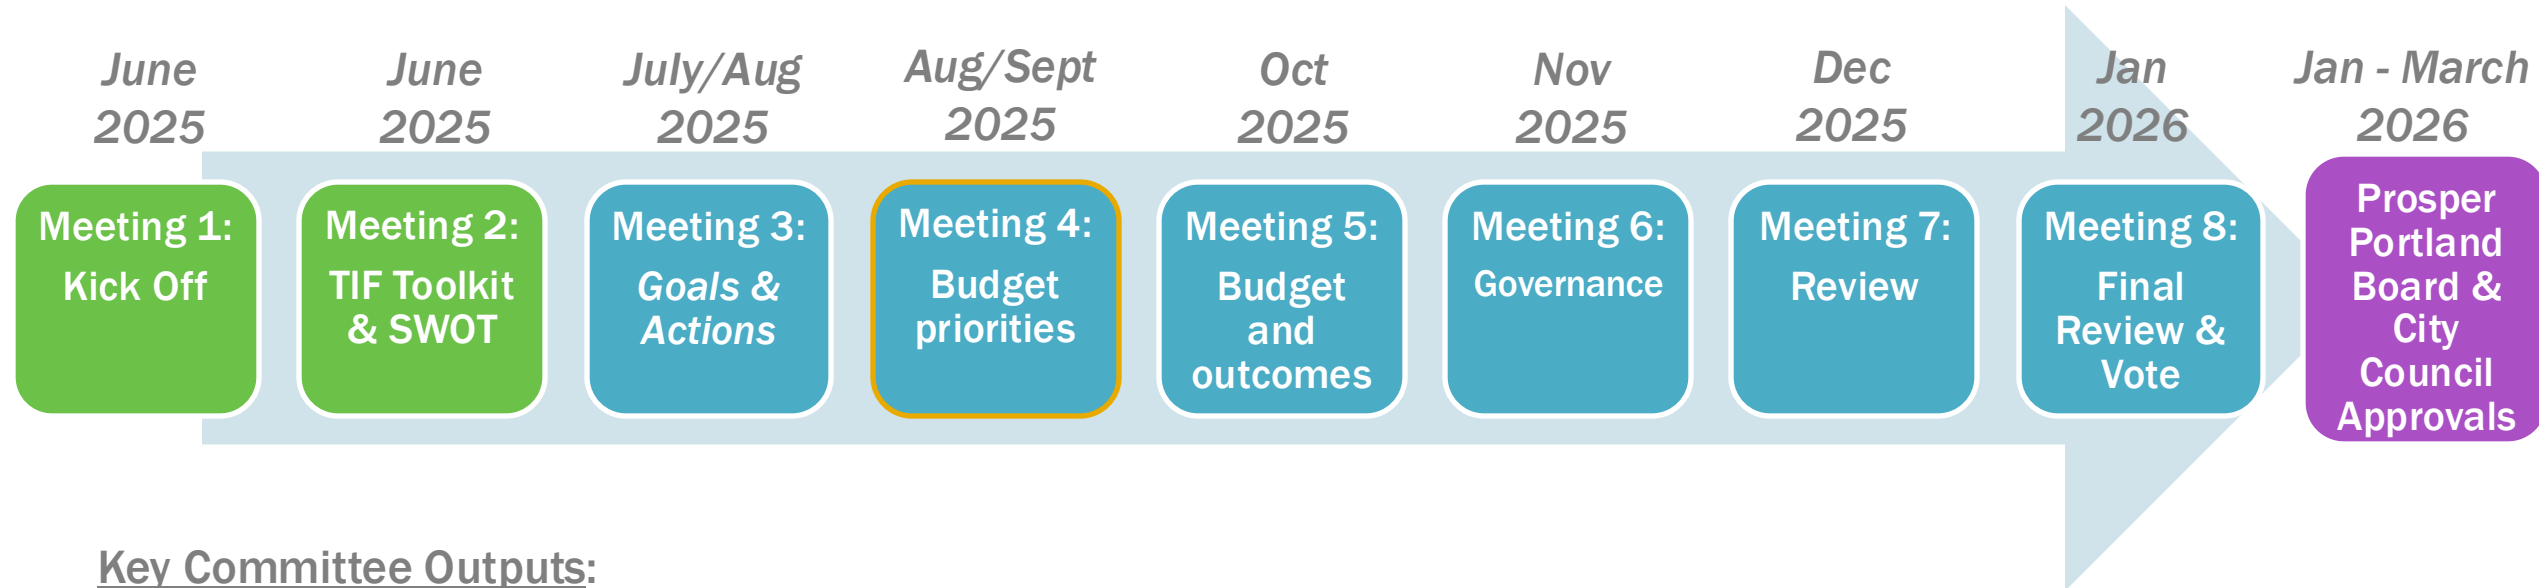 June
2025
June
2025
July/Aug
2025
Aug/Sept
2025
Oct
2025
Nov
2025
Dec
2025
Jan
2026
Jan - March
2026
Meeting 1:
Kick Off
Meeting 2:
TIF Toolkit
& SWOT
Meeting 3:
Goals &
Actions
Meeting 4:
Budget
priorities
Meeting 5:
Budget
and
outcomes
Meeting 6:
Governance
Meeting 7:
Review
Meeting 8:
Final
Review &
Vote
Prosper
Portland
Board &
City
Council
Approvals
Key Committee Outputs: